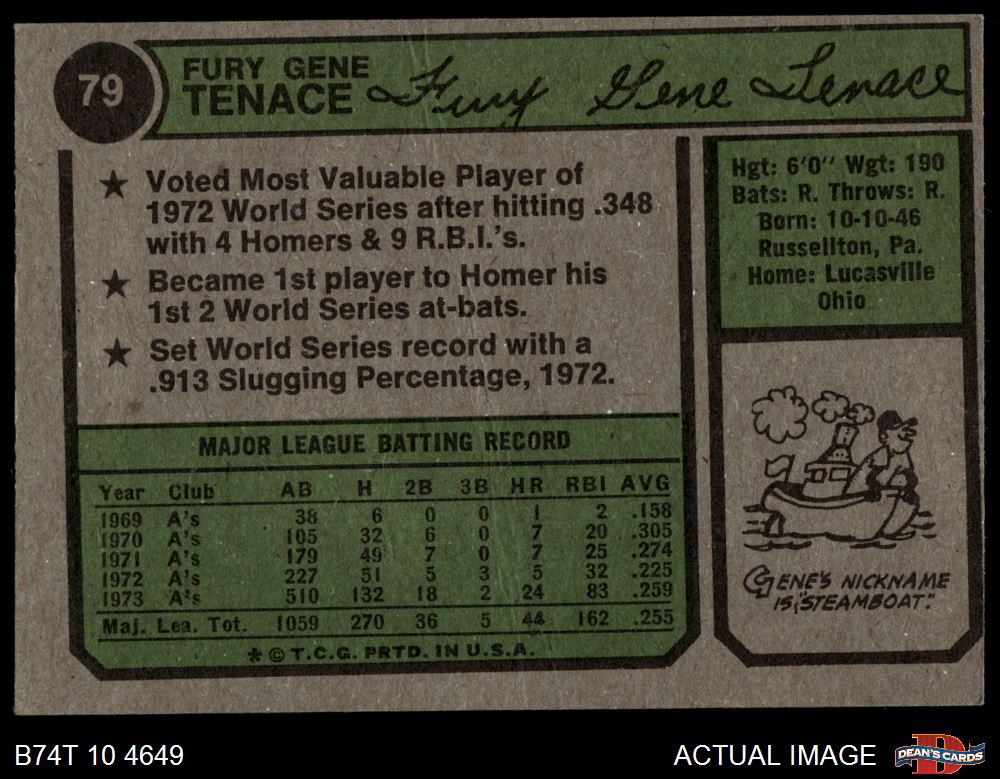 79
FURY GENE
TENACE Fury Gene Tenace
★ Voted Most Valuable Player of
1972 World Series after hitting .348
with 4 Homers & 9 R.B.I.'s.
★ Became 1st player to Homer his
1st 2 World Series at-bats.
★ Set World Series record with a
.913 Slugging Percentage, 1972.
Hgt: 6'0" Wgt: 190
Bats: R. Throws: R.
Born: 10-10-46
Russellton, Pa.
Home: Lucasville
Ohio
MAJOR LEAGUE BATTING RECORD
Year Club AB H 2B 3B HR RBI AVG
1969 A's 38 6 0 0 1 2 .158
1970 A's 105 32 6 0 7 20 .305
1971 A's 179 49 7 0 7 25 .274
1972 A's 227 51 5 3 5 32 .225
1973 A's 510 132 18 2 24 83 .259
Maj. Lea. Tot. 1059 270 36 5 44 162 .255
* © T.C.G. PRTD. IN U.S.A.
GENE'S NICKNAME
IS "STEAMBOAT."
B74T 10 4649
ACTUAL IMAGE
DEAN'S CARDS